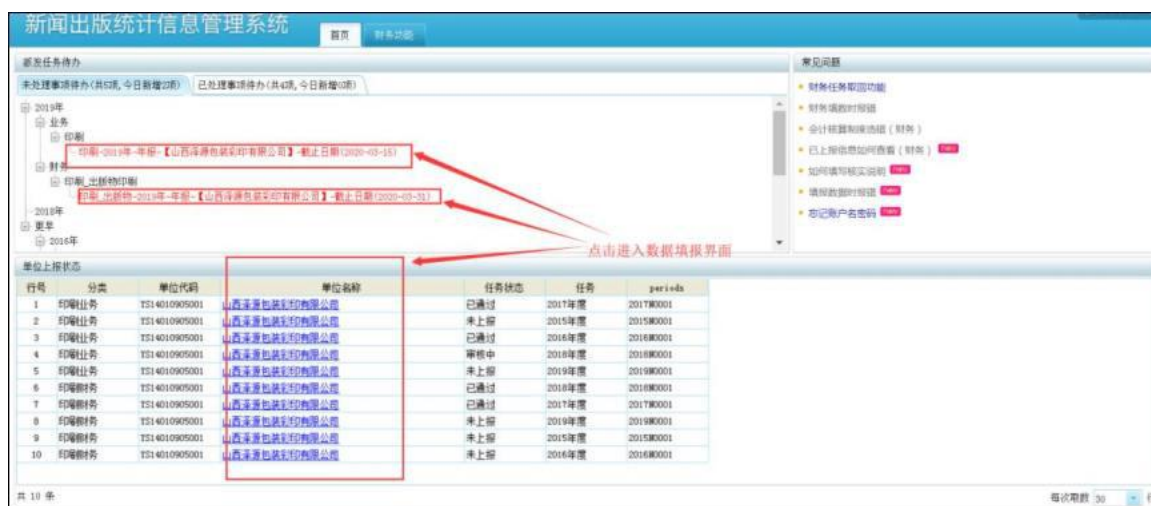 新闻出版统计信息管理系统
首页 财务功能
派发任务待办
未处理事项待办(共53项,今日新增2项) 已处理事项待办(共4项,今日新增0项)
2019年
业务
印刷
印刷-2019年-年报-【山西泽源包装彩印有限公司】-截止日期(2020-03-15)
财务
印刷_出版物印刷
印刷_出版物-2019年-年报-【山西泽源包装彩印有限公司】-截止日期(2020-03-31)
2018年
更早
2016年
点击进入数据填报界面
常见问题
财务任务取回功能
财务填数时报错
会计核算制度选错(财务)
已上报信息如何查看(财务) new
如何填写核实说明 new
填报数据时报错 new
忘记账户名密码 new
单位上报状态
行号 分类 单位代码 单位名称 任务状态 任务 periods
1 印刷业务 TS14010905001 山西泽源包装彩印有限公司 已通过 2017年度 2017M0001
2 印刷业务 TS14010905001 山西泽源包装彩印有限公司 未上报 2015年度 2015M0001
3 印刷业务 TS14010905001 山西泽源包装彩印有限公司 已通过 2016年度 2016M0001
4 印刷业务 TS14010905001 山西泽源包装彩印有限公司 审核中 2018年度 2018M0001
5 印刷业务 TS14010905001 山西泽源包装彩印有限公司 未上报 2019年度 2019M0001
6 印刷财务 TS14010905001 山西泽源包装彩印有限公司 已通过 2018年度 2018M0001
7 印刷财务 TS14010905001 山西泽源包装彩印有限公司 已通过 2017年度 2017M0001
8 印刷财务 TS14010905001 山西泽源包装彩印有限公司 未上报 2019年度 2019M0001
9 印刷财务 TS14010905001 山西泽源包装彩印有限公司 未上报 2015年度 2015M0001
10 印刷财务 TS14010905001 山西泽源包装彩印有限公司 未上报 2016年度 2016M0001
共 10 条 每次取数 30